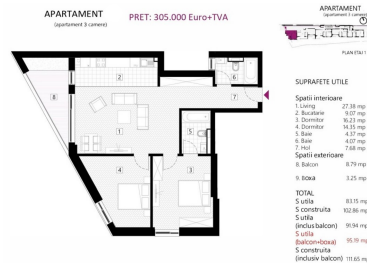 APARTAMENT
(apartament 3 camere)
PRET: 305.000 Euro+TVA
APARTAMENT
(apartament 3 camere)
PLAN ETAJ 1
2
6
7
8
1
5
4
3
SUPRAFETE UTILE
Spatii interioare
1. Living 27.38 mp
2. Bucatarie 9.07 mp
3. Dormitor 16.23 mp
4. Dormitor 14.35 mp
5. Baie 4.37 mp
6. Baie 4.07 mp
7. Hol 7.68 mp
Spatii exterioare
8. Balcon 8.79 mp
9. BOXA 3.25 mp
TOTAL
S utila 83.15 mp
S construita 102.86 mp
S utila
(inclus balcon) 91.94 mp
S utila
(balcon+boxa) 95.19 mp
S construita
(inclusiv balcon) 111.65 mp